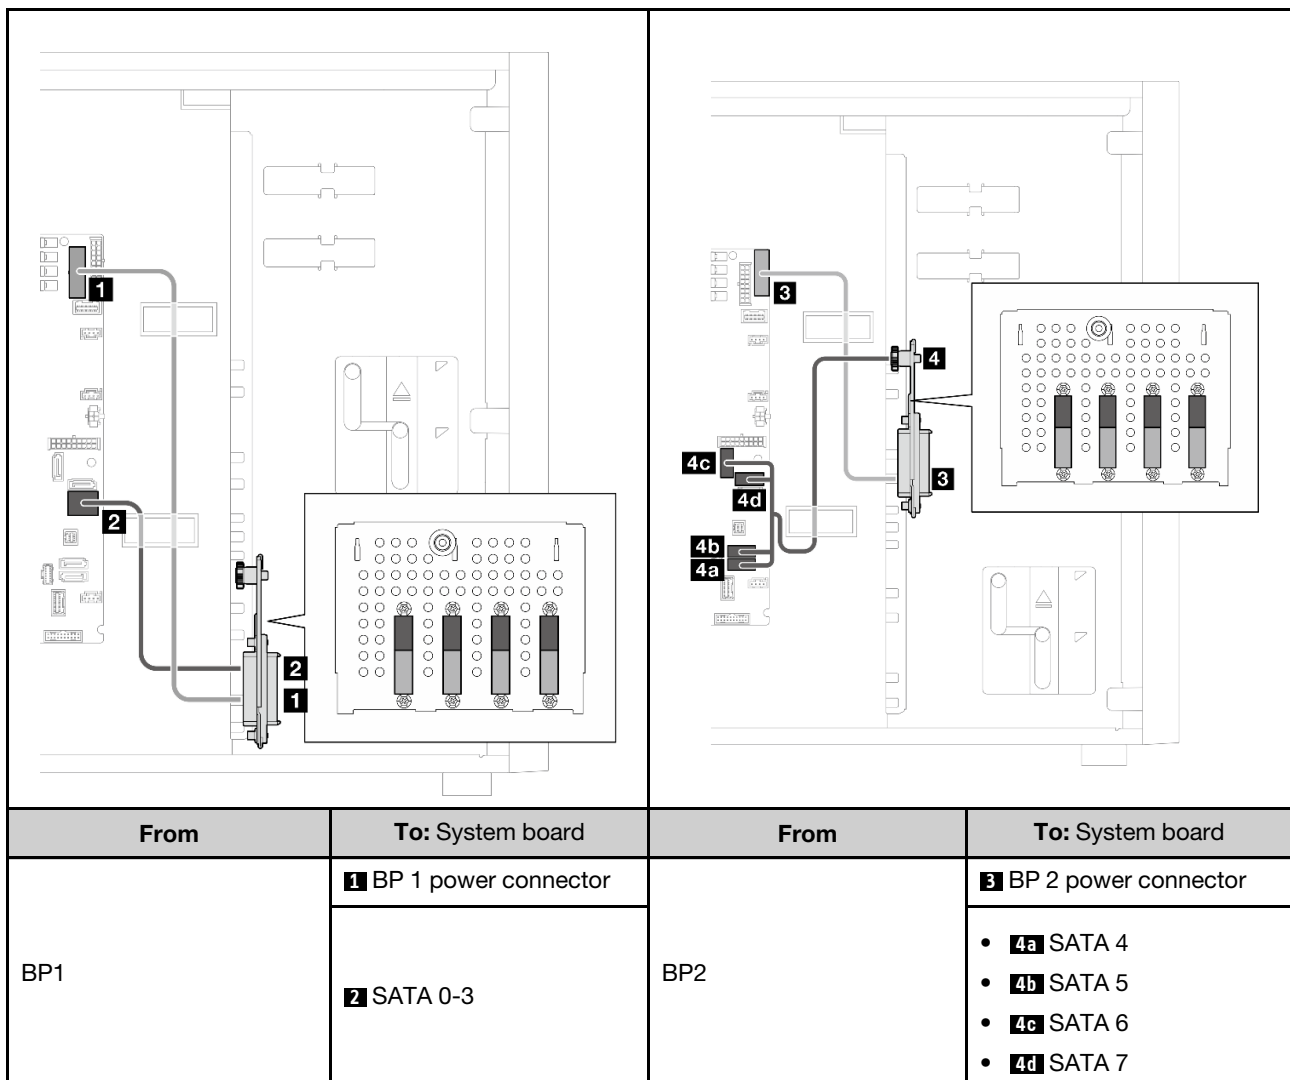 1
2
2
1
3
4
4c
4d
3
4b
4a
From
To: System board
From
To: System board
BP1
1 BP 1 power connector
2 SATA 0-3
BP2
3 BP 2 power connector
• 4a SATA 4
• 4b SATA 5
• 4c SATA 6
• 4d SATA 7